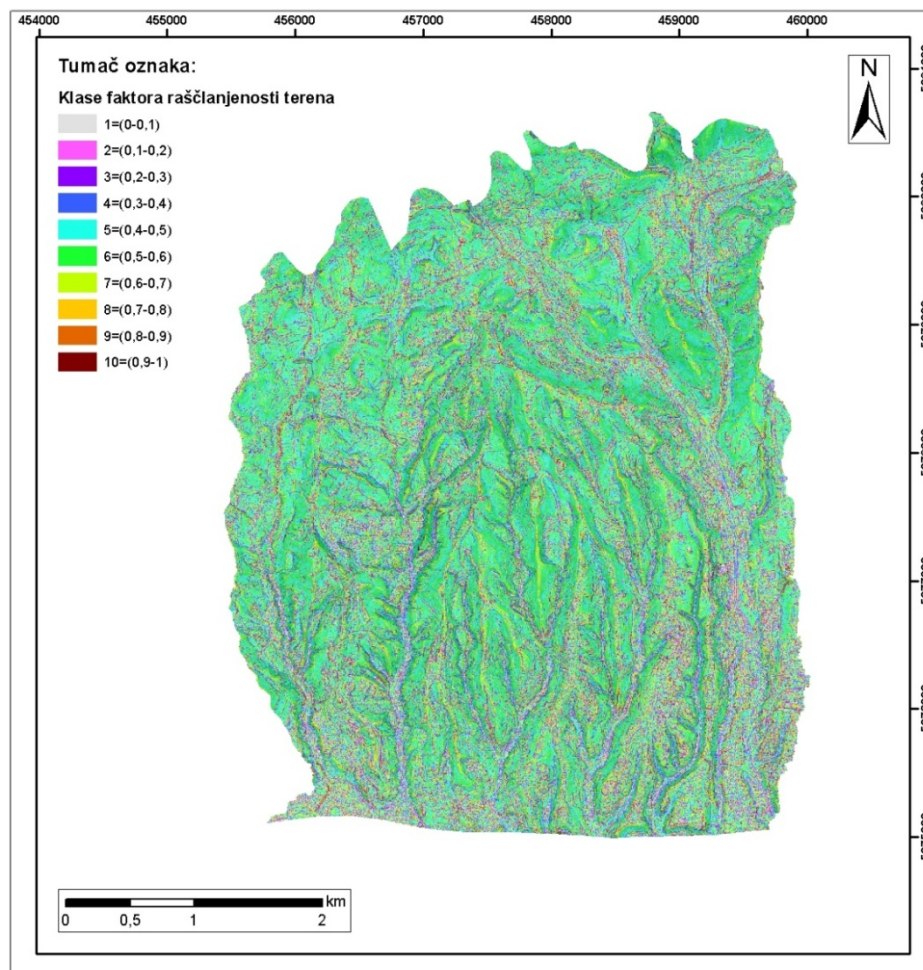 454000 455000 456000 457000 458000 459000 460000
Tumač oznaka:
N
Klase faktora raščlanjenosti terena
1=(0-0,1)
2=(0,1-0,2)
3=(0,2-0,3)
4=(0,3-0,4)
5=(0,4-0,5)
6=(0,5-0,6)
7=(0,6-0,7)
8=(0,7-0,8)
9=(0,8-0,9)
10=(0,9-1)
km
0 0,5 1 2